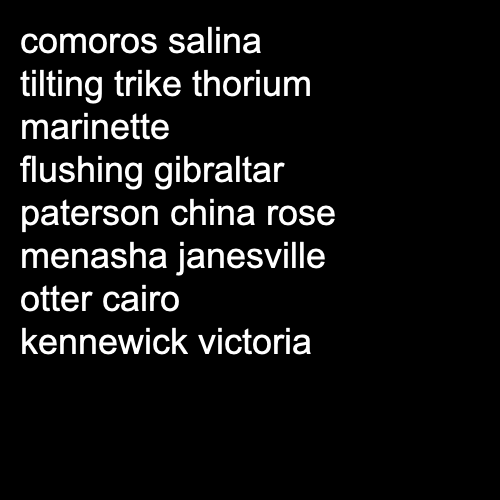 comoros salina
tilting trike thorium
marinette
flushing gibraltar
paterson china rose
menasha janesville
otter cairo
kennewick victoria